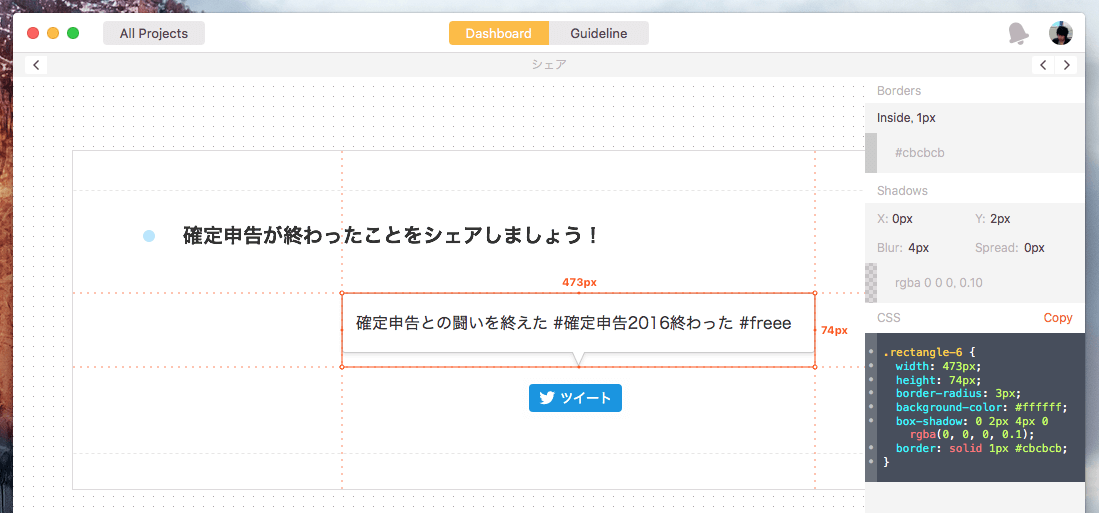 All Projects
Dashboard
Guideline
シェア
Borders
Inside, 1px
#cbcbcb
Shadows
X: 0px
Y: 2px
Blur: 4px
Spread: 0px
rgba 0 0 0, 0.10
CSS
Copy
.rectangle-6 {
width: 473px;
height: 74px;
border-radius: 3px;
background-color: #ffffff;
box-shadow: 0 2px 4px 0
rgba(0, 0, 0, 0.1);
border: solid 1px #cbcbcb;
}
確定申告が終わったことをシェアしましょう！
473px
確定申告との闘いを終えた #確定申告2016終わった #freee
74px
ツイート